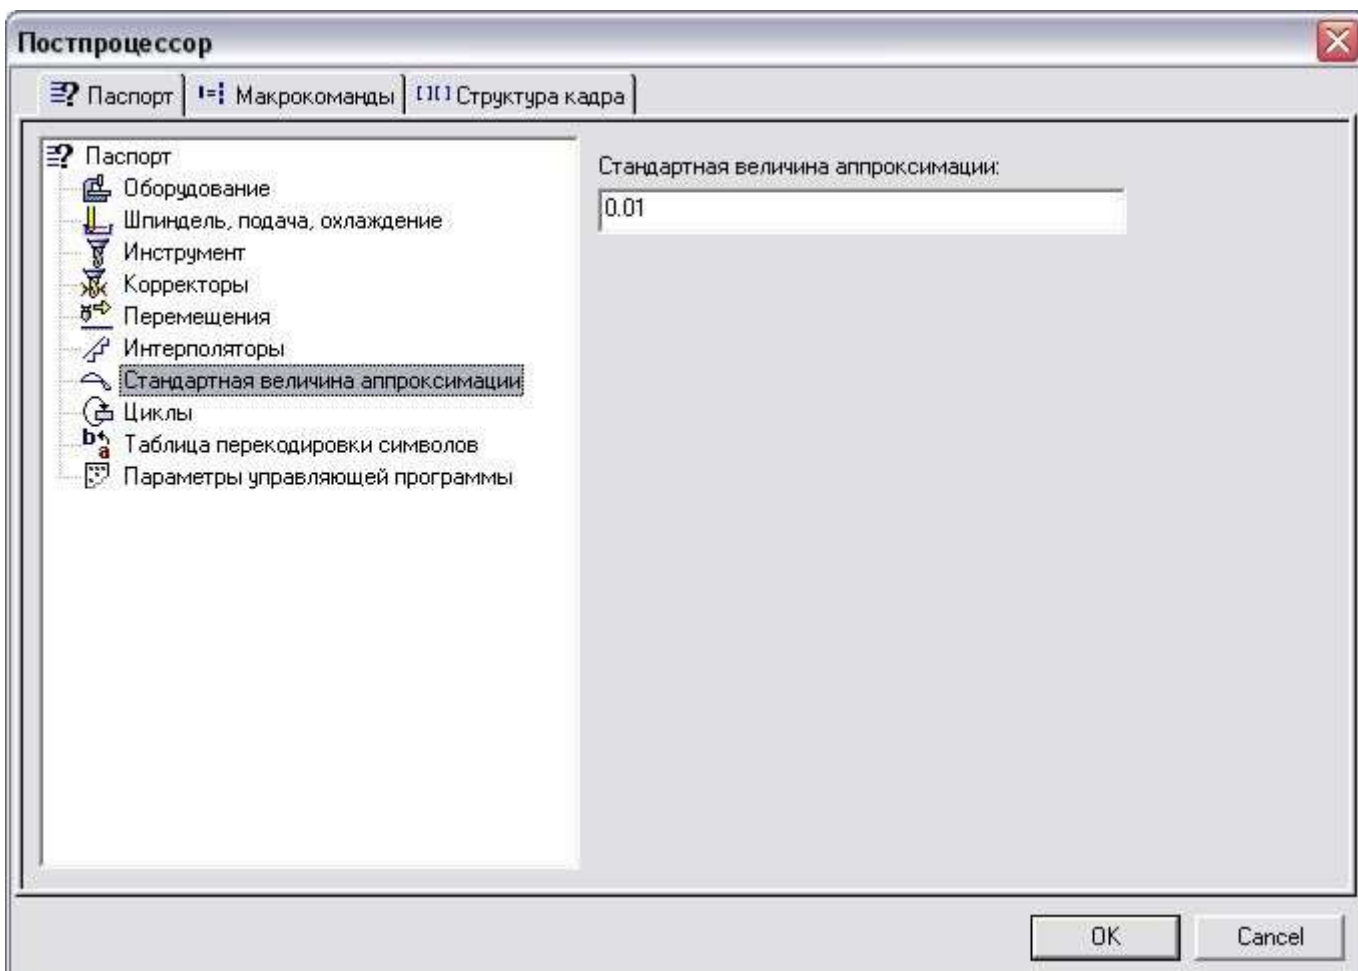 Постпроцессор
Паспорт Макрокоманды Структура кадра
Паспорт
Оборудование
Шпиндель, подача, охлаждение
Инструмент
Корректоры
Перемещения
Интерполяторы
Стандартная величина аппроксимации
Циклы
Таблица перекодировки символов
Параметры управляющей программы
Стандартная величина аппроксимации:
0.01
OK Cancel